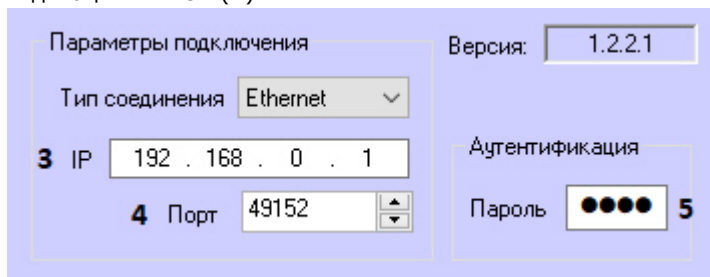 Параметры подключения
Версия: 1.2.2.1
Тип соединения Ethernet
3 IP 192 . 168 . 0 . 1
Аутентификация
4 Порт 49152
Пароль ●●●● 5